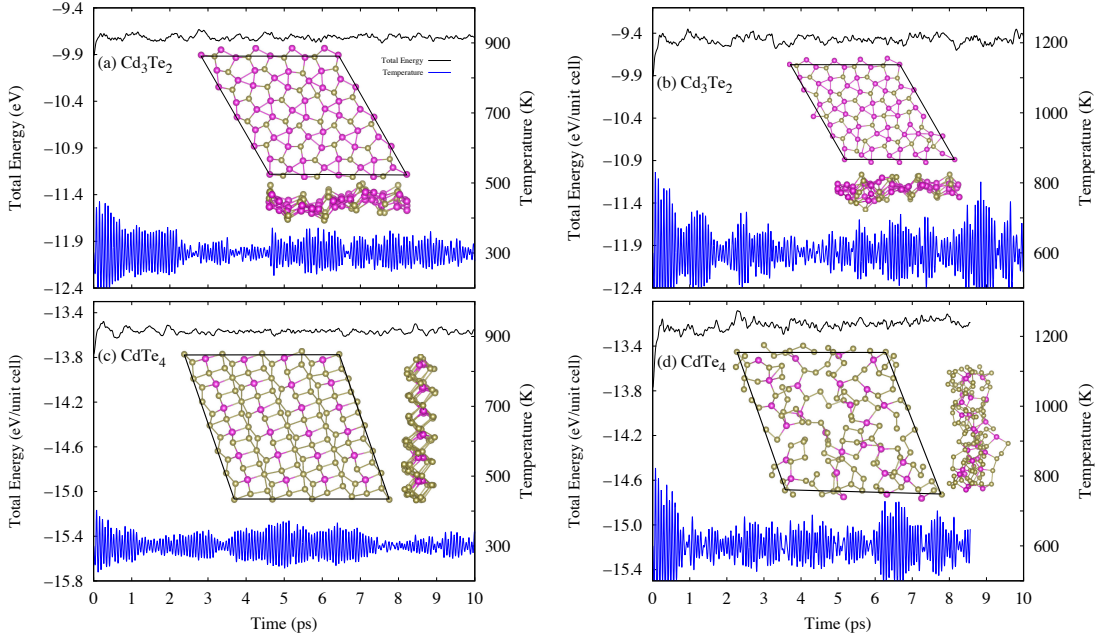 −9.4
−9.9
−10.4
−10.9
−11.4
−11.9
−12.4
Total Energy (eV)
(a) Cd₃Te₂
Total Energy
Temperature
900
700
500
300
Temperature (K)
−9.4
−9.9
−10.4
−10.9
−11.4
−11.9
−12.4
Total Energy (eV/unit cell)
(b) Cd₃Te₂
1200
1000
800
600
Temperature (K)
−13.4
−13.8
−14.2
−14.6
−15.0
−15.4
−15.8
Total Energy (eV/unit cell)
(c) CdTe₄
900
700
500
300
Temperature (K)
0 1 2 3 4 5 6 7 8 9 10
Time (ps)
−13.4
−13.8
−14.2
−14.6
−15.0
−15.4
Total Energy (eV/unit cell)
(d) CdTe₄
1200
1000
800
600
Temperature (K)
0 1 2 3 4 5 6 7 8 9 10
Time (ps)